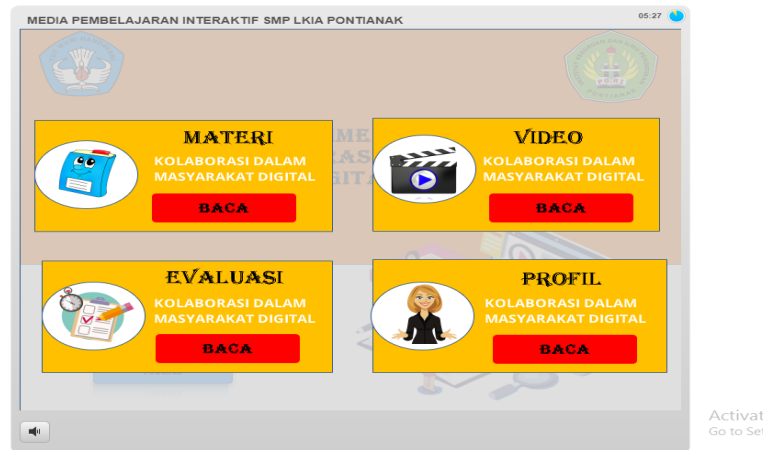 MEDIA PEMBELAJARAN INTERAKTIF SMP LKIA PONTIANAK
05:27
MATERI
KOLABORASI DALAM
MASYARAKAT DIGITAL
BACA
VIDEO
KOLABORASI DALAM
MASYARAKAT DIGITAL
BACA
EVALUASI
KOLABORASI DALAM
MASYARAKAT DIGITAL
BACA
PROFIL
KOLABORASI DALAM
MASYARAKAT DIGITAL
BACA
Activat
Go to Set